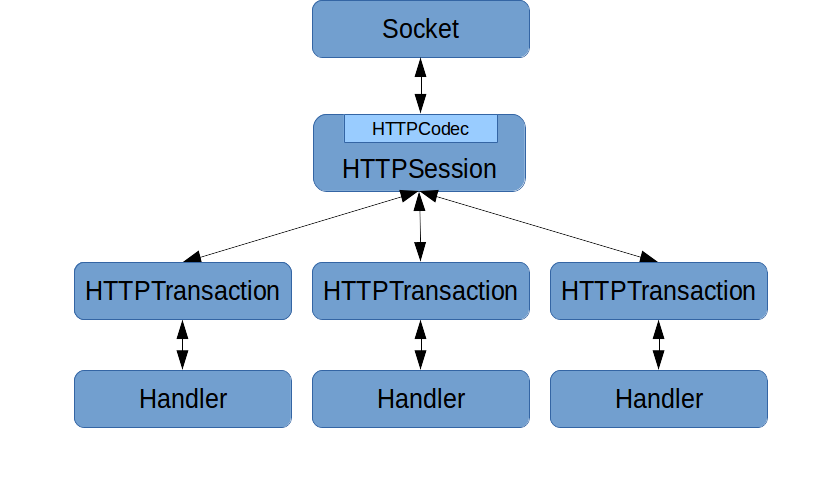 Socket
HTTPCodec
HTTPSession
HTTPTransaction
HTTPTransaction
HTTPTransaction
Handler
Handler
Handler